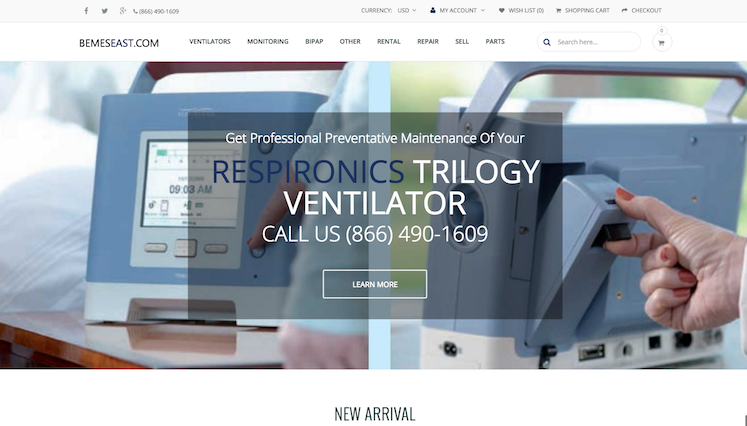 (866) 490-1609
CURRENCY: USD
MY ACCOUNT
WISH LIST (0)
SHOPPING CART
CHECKOUT
BEMESEAST.COM
VENTILATORS
MONITORING
BIPAP
OTHER
RENTAL
REPAIR
SELL
PARTS
Search here...
0
09:03 AM
Get Professional Preventative Maintenance Of Your
RESPIRONICS TRILOGY
VENTILATOR
CALL US (866) 490-1609
LEARN MORE
NEW ARRIVAL